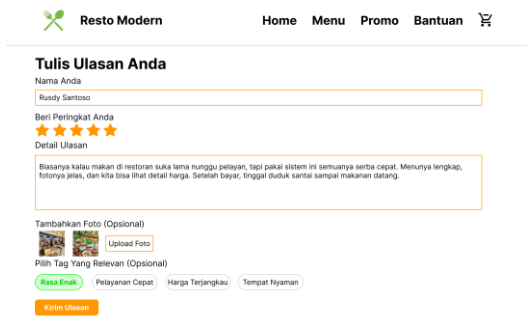 Resto Modern
Home Menu Promo Bantuan
Tulis Ulasan Anda
Nama Anda
Rusdy Santoso
Beri Peringkat Anda
Detail Ulasan
Biasanya kalau makan di restoran suka lama nunggu pelayan, tapi pakai sistem ini semuanya serba cepat. Menunya lengkap,
fotonya jelas, dan kita bisa lihat detail harga. Setelah bayar, tinggal duduk santai sampai makanan datang.
Tambahkan Foto (Opsional)
Upload Foto
Pilih Tag Yang Relevan (Opsional)
Rasa Enak Pelayanan Cepat Harga Terjangkau Tempat Nyaman
Kirim Ulasan